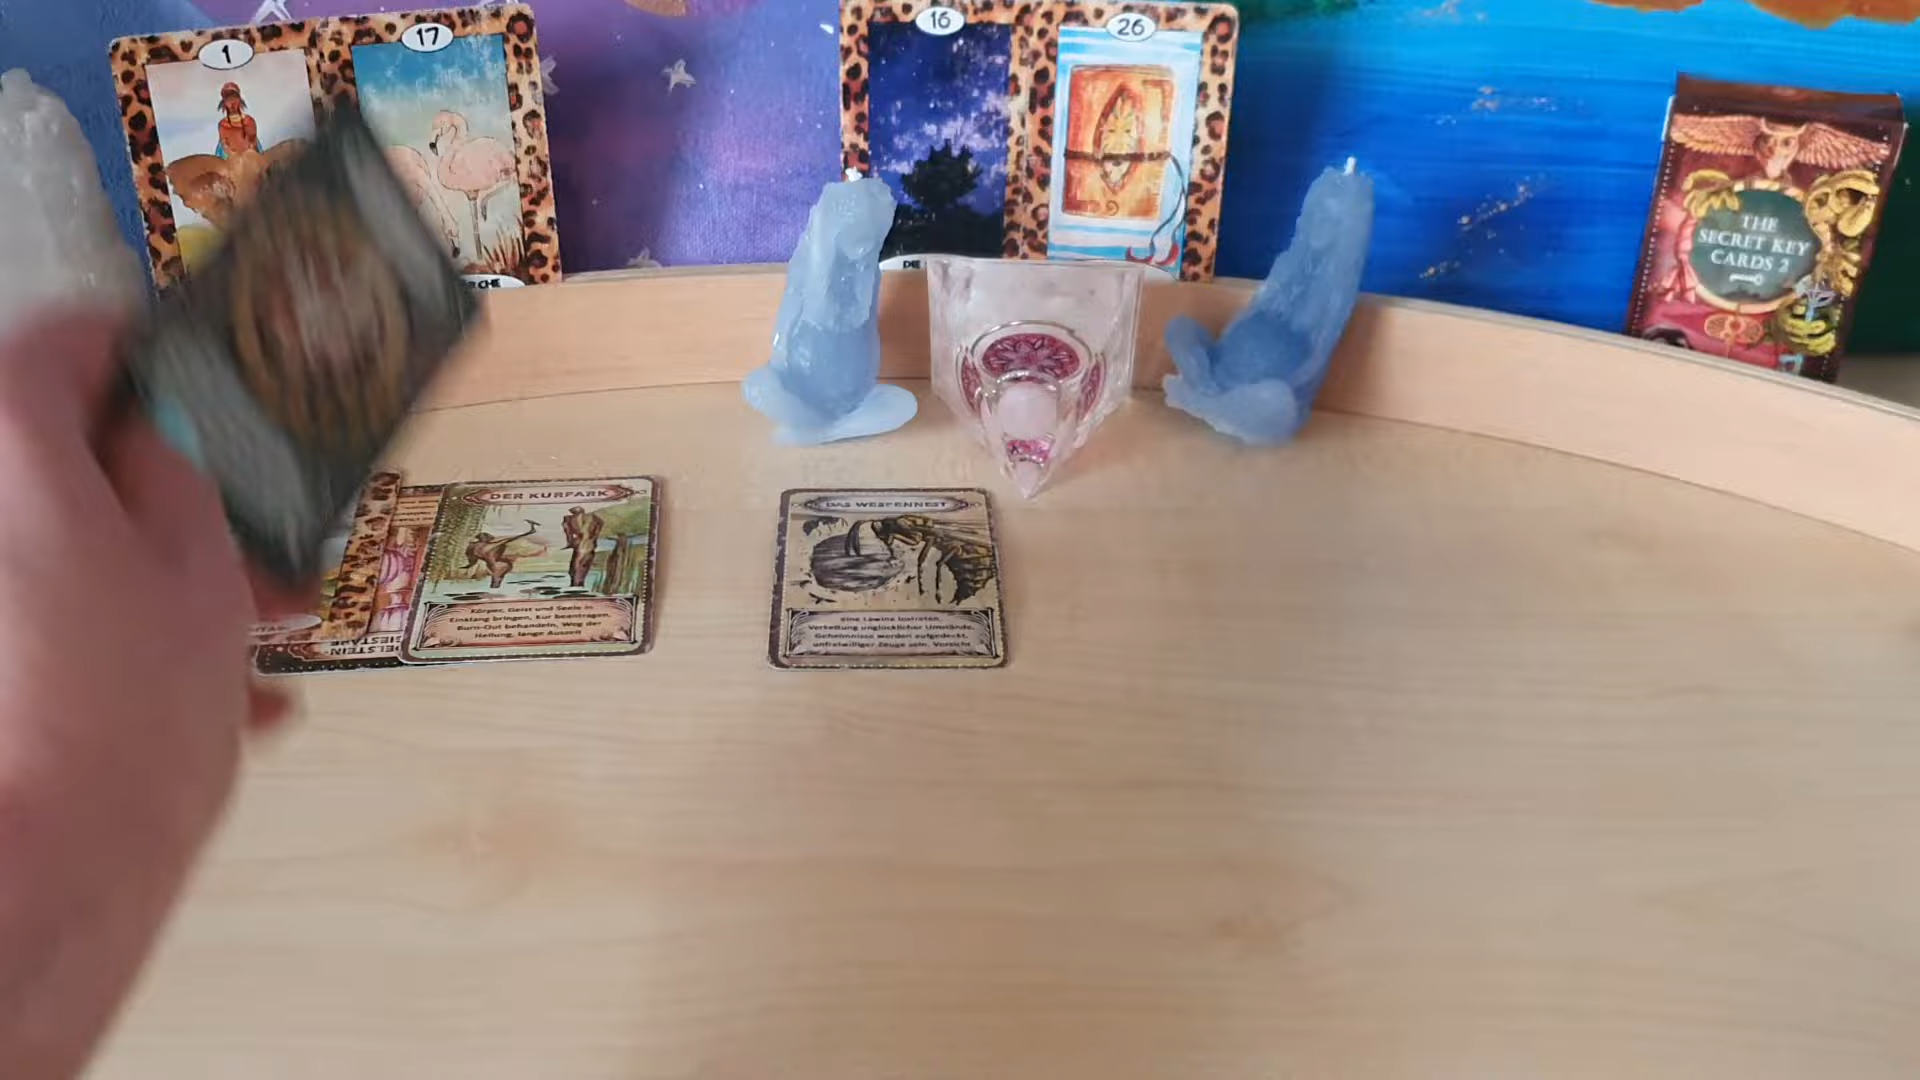 1
17
16
26
THE
SECRET KEY
CARDS 2
CHE
DIE
DER KURPARK
Körper, Geist und Seele in
Einklang bringen, Kur beantragen,
Burn-Out behandeln, Weg der
Heilung, lange Auszeit
DAS WESPENNEST
eine Lawine lostreten,
Verkettung unglücklicher Umstände,
Geheimnisse werden aufgedeckt,
unfreiwilliger Zeuge sein, Vorsicht